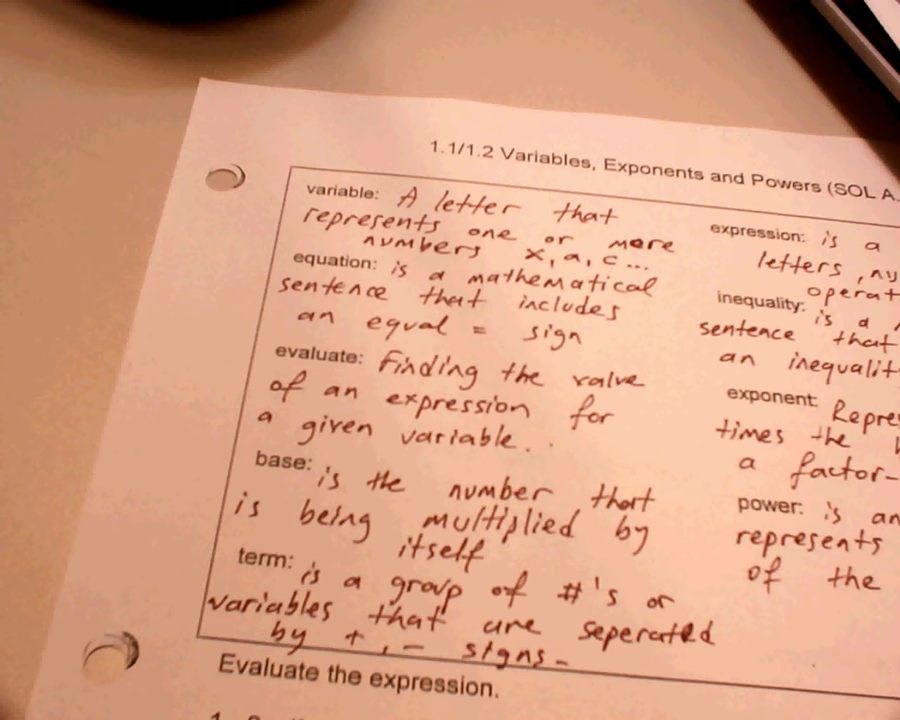 1.1/1.2 Variables, Exponents and Powers (SOL A.
variable: A letter that
represents one or more
numbers x, a, c...
equation: is a mathematical
sentence that includes
an equal = sign
evaluate: Finding the value
of an expression for
a given variable...
base: is the number that
is being multiplied by
itself
term: is a group of #'s or
variables that are seperated
by +, - signs-
expression: is a
letters, nu
operat
inequality: is a
sentence that
an inequalit
exponent: Repre
times the
a factor-
power: is an
represents
of the
Evaluate the expression.